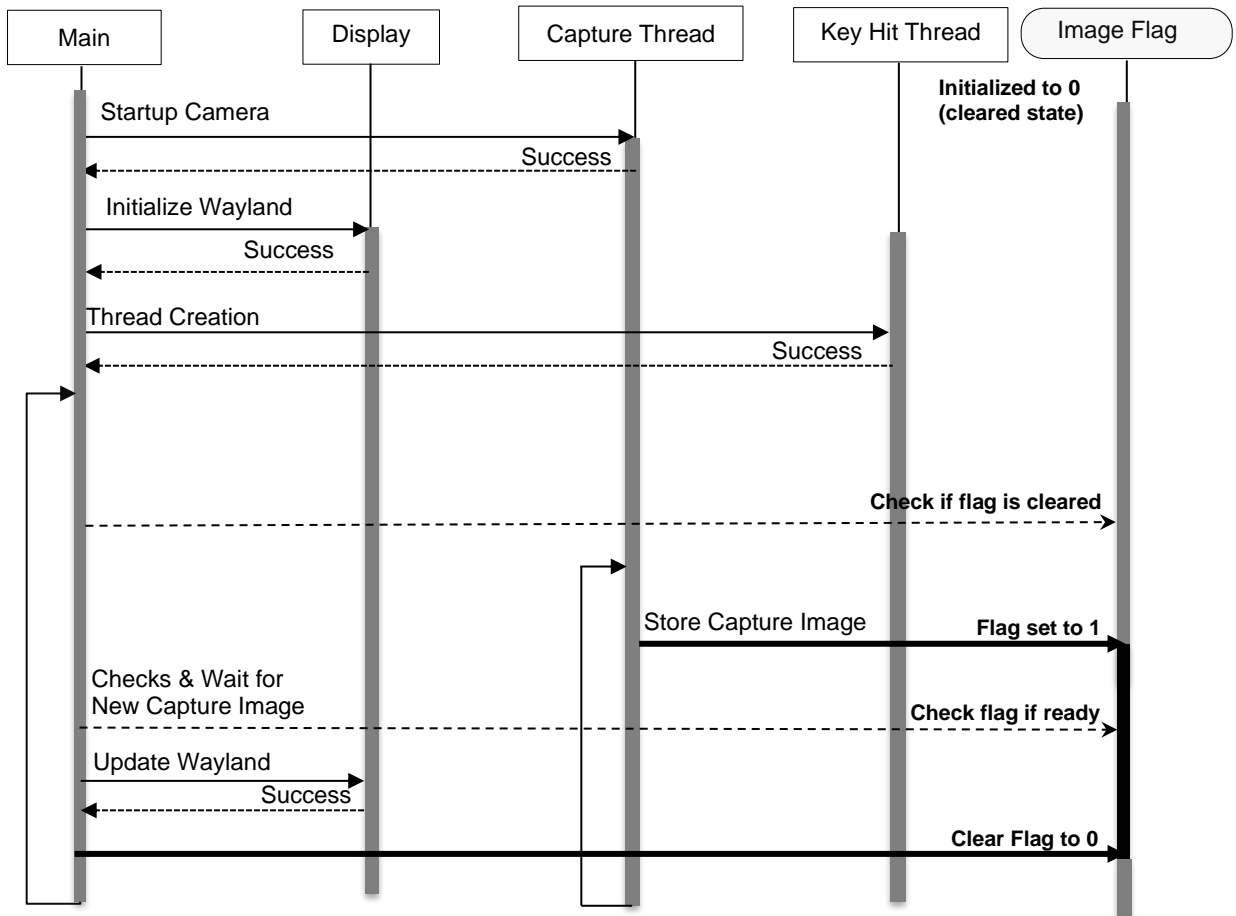 Main
Display
Capture Thread
Key Hit Thread
Image Flag
Initialized to 0
(cleared state)
Startup Camera
Success
Initialize Wayland
Success
Thread Creation
Success
Check if flag is cleared
Store Capture Image
Flag set to 1
Checks & Wait for
New Capture Image
Check flag if ready
Update Wayland
Success
Clear Flag to 0